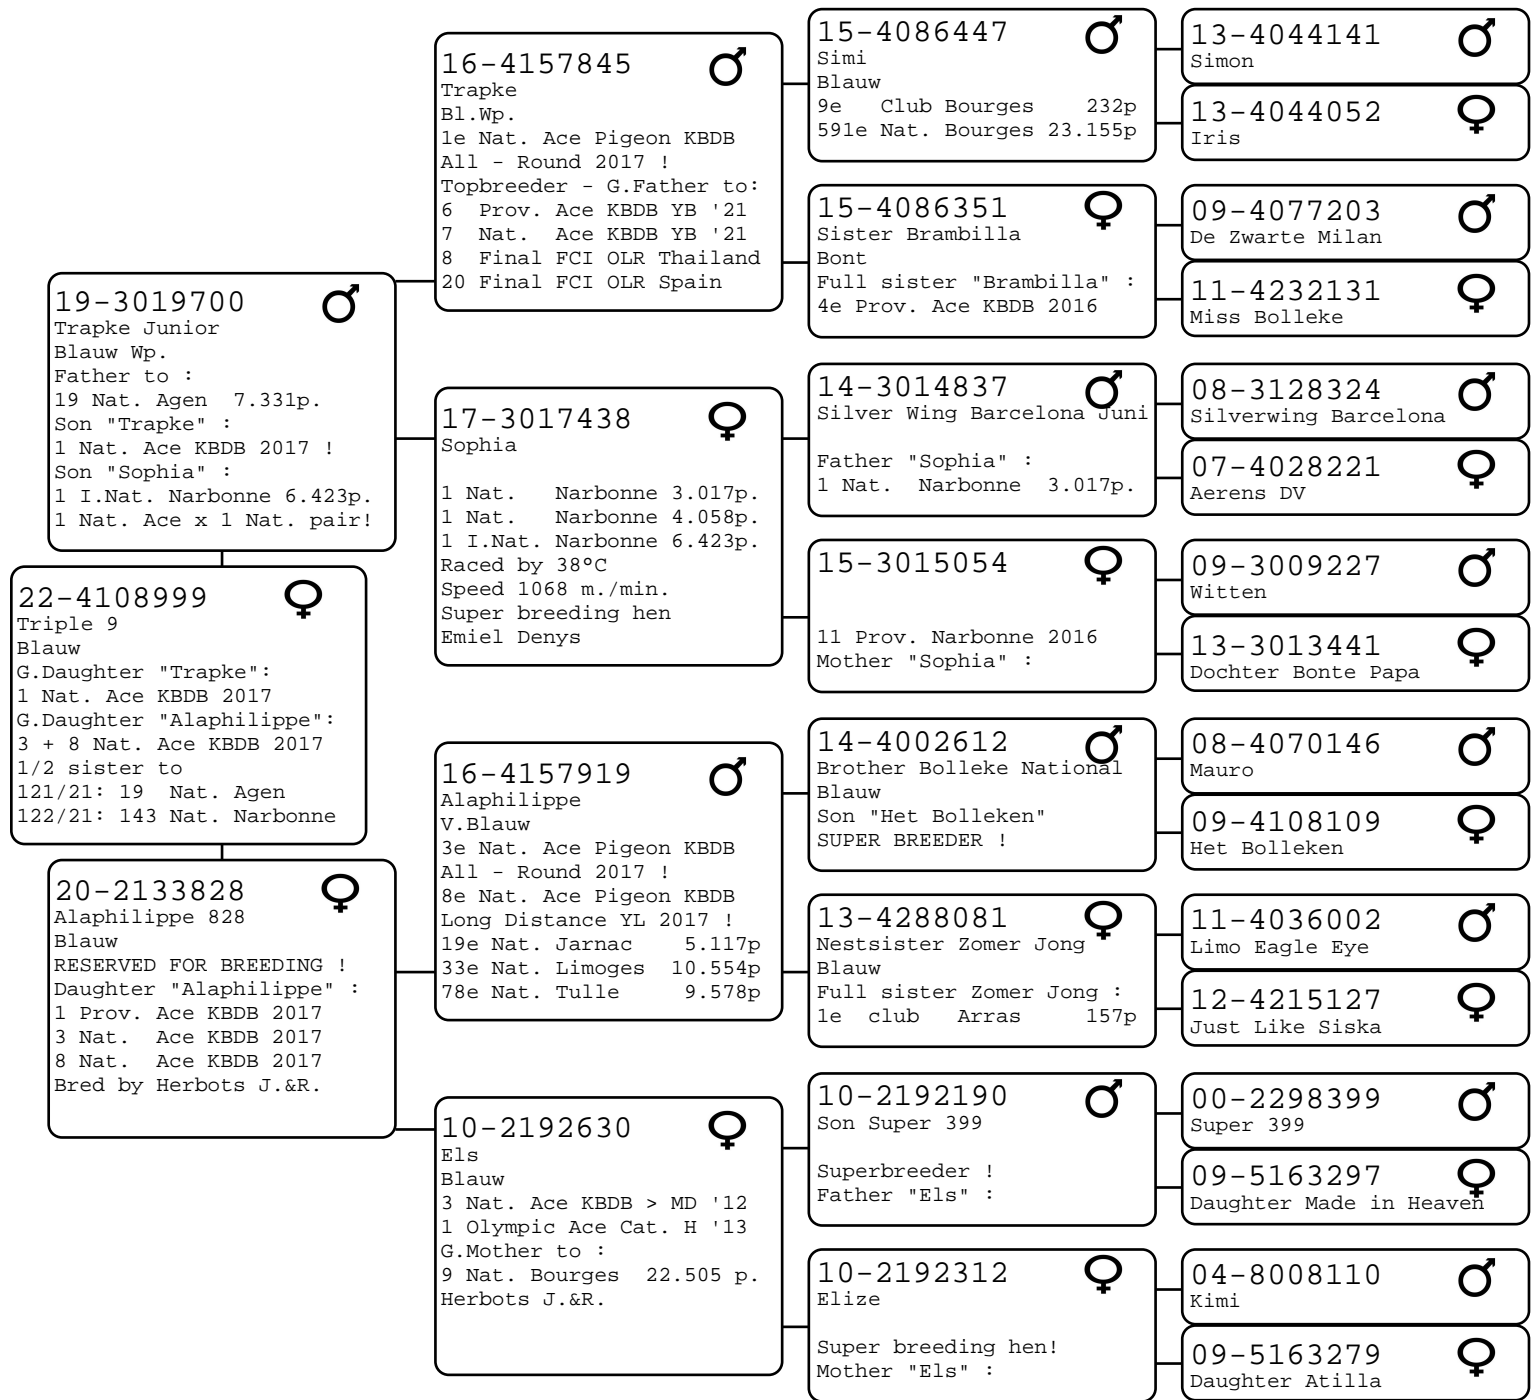 22-4108999
Triple 9
Blauw
G.Daughter "Trapke":
1 Nat. Ace KBDB 2017
G.Daughter "Alaphilippe":
3 + 8 Nat. Ace KBDB 2017
1/2 sister to
121/21: 19  Nat. Agen
122/21: 143 Nat. Narbonne
19-3019700
Trapke Junior
Blauw Wp.
Father to :
19 Nat. Agen  7.331p.
Son "Trapke" :
1 Nat. Ace KBDB 2017 !
Son "Sophia" :
1 I.Nat. Narbonne 6.423p.
1 Nat. Ace x 1 Nat. pair!
20-2133828
Alaphilippe 828
Blauw
RESERVED FOR BREEDING !
Daughter "Alaphilippe" :
1 Prov. Ace KBDB 2017
3 Nat.  Ace KBDB 2017
8 Nat.  Ace KBDB 2017
Bred by Herbots J.&R.
16-4157845
Trapke
Bl.Wp.
1e Nat. Ace Pigeon KBDB
All - Round 2017 !
Topbreeder - G.Father to:
6  Prov. Ace KBDB YB '21
7  Nat.  Ace KBDB YB '21
8  Final FCI OLR Thailand
20 Final FCI OLR Spain
17-3017438
Sophia
1 Nat.   Narbonne 3.017p.
1 Nat.   Narbonne 4.058p.
1 I.Nat. Narbonne 6.423p.
Raced by 38ºC
Speed 1068 m./min.
Super breeding hen
Emiel Denys
16-4157919
Alaphilippe
V.Blauw
3e Nat. Ace Pigeon KBDB
All - Round 2017 !
8e Nat. Ace Pigeon KBDB
Long Distance YL 2017 !
19e Nat. Jarnac    5.117p
33e Nat. Limoges  10.554p
78e Nat. Tulle     9.578p
10-2192630
Els
Blauw
3 Nat. Ace KBDB > MD '12
1 Olympic Ace Cat. H '13
G.Mother to :
9 Nat. Bourges  22.505 p.
Herbots J.&R.
15-4086447
Simi
Blauw
9e   Club Bourges    232p
591e Nat. Bourges 23.155p
15-4086351
Sister Brambilla
Bont
Full sister "Brambilla" :
4e Prov. Ace KBDB 2016
14-3014837
Silver Wing Barcelona Juni
Father "Sophia" :
1 Nat.  Narbonne  3.017p.
15-3015054
11 Prov. Narbonne 2016
Mother "Sophia" :
14-4002612
Brother Bolleke National
Blauw
Son "Het Bolleken"
SUPER BREEDER !
13-4288081
Nestsister Zomer Jong
Blauw
Full sister Zomer Jong :
1e  club   Arras     157p
10-2192190
Son Super 399
Superbreeder !
Father "Els" :
10-2192312
Elize
Super breeding hen!
Mother "Els" :
13-4044141
Simon
13-4044052
Iris
09-4077203
De Zwarte Milan
11-4232131
Miss Bolleke
08-3128324
Silverwing Barcelona
07-4028221
Aerens DV
09-3009227
Witten
13-3013441
Dochter Bonte Papa
08-4070146
Mauro
09-4108109
Het Bolleken
11-4036002
Limo Eagle Eye
12-4215127
Just Like Siska
00-2298399
Super 399
09-5163297
Daughter Made in Heaven
04-8008110
Kimi
09-5163279
Daughter Atilla